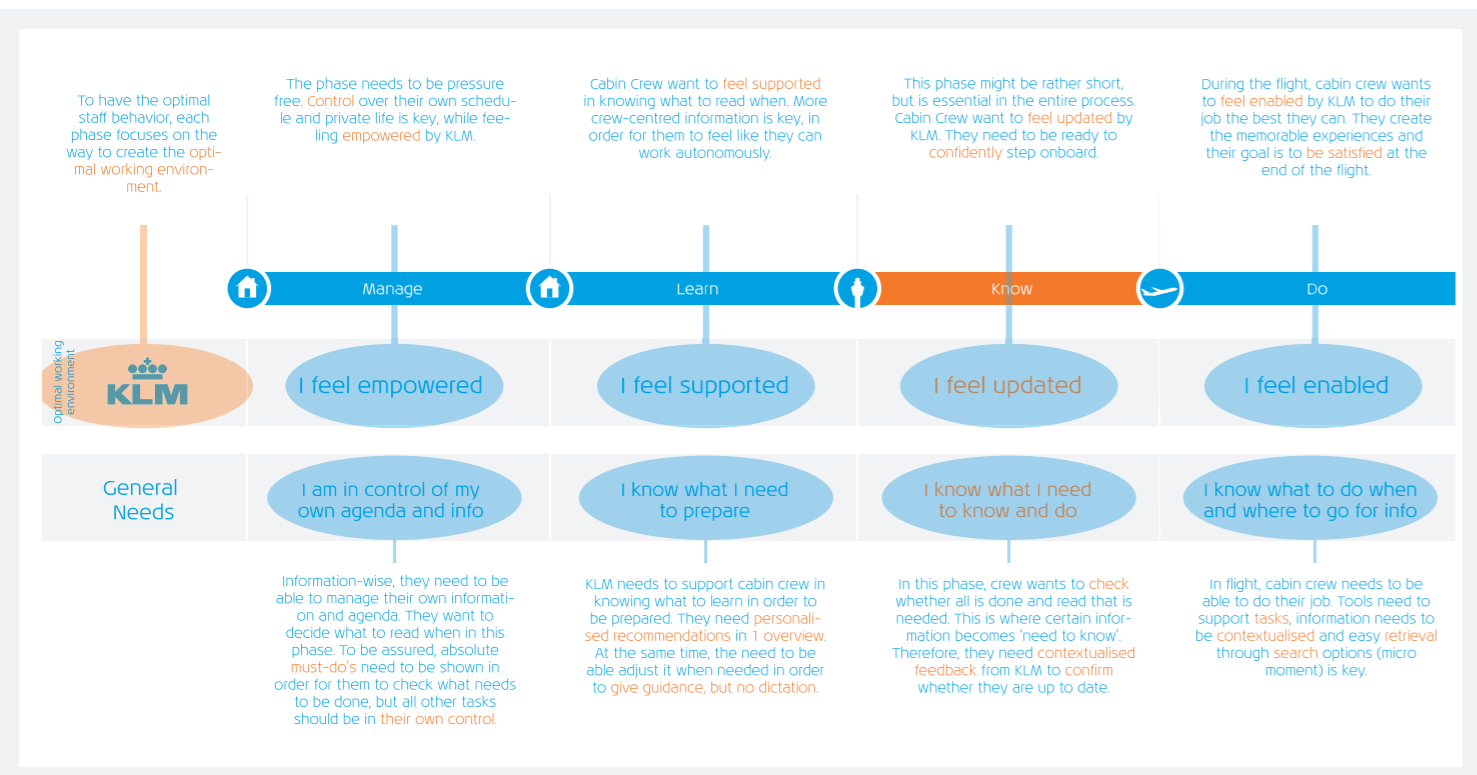 To have the optimal
staff behavior, each
phase focuses on the
way to create the opti-
mal working environ-
ment.
The phase needs to be pressure
free. Control over their own schedu-
le and private life is key, while fee-
ling empowered by KLM.
Cabin Crew want to feel supported
in knowing what to read when. More
crew-centred information is key, in
order for them to feel like they can
work autonomously.
This phase might be rather short,
but is essential in the entire process.
Cabin Crew want to feel updated by
KLM. They need to be ready to
confidently step onboard.
During the flight, cabin crew wants
to feel enabled by KLM to do their
job the best they can. They create
the memorable experiences and
their goal is to be satisfied at the
end of the flight.
Manage
Learn
Know
Do
Optimal working
environment
KLM
I feel empowered
I feel supported
I feel updated
I feel enabled
General
Needs
I am in control of my
own agenda and info
I know what I need
to prepare
I know what I need
to know and do
I know what to do when
and where to go for info
Information-wise, they need to be
able to manage their own informati-
on and agenda. They want to
decide what to read when in this
phase. To be assured, absolute
must-do's need to be shown in
order for them to check what needs
to be done, but all other tasks
should be in their own control.
KLM needs to support cabin crew in
knowing what to learn in order to
be prepared. They need personali-
sed recommendations in 1 overview.
At the same time, the need to be
able adjust it when needed in order
to give guidance, but no dictation.
In this phase, crew wants to check
whether all is done and read that is
needed. This is where certain infor-
mation becomes 'need to know'.
Therefore, they need contextualised
feedback from KLM to confirm
whether they are up to date.
In flight, cabin crew needs to be
able to do their job. Tools need to
support tasks, information needs to
be contextualised and easy retrieval
through search options (micro
moment) is key.